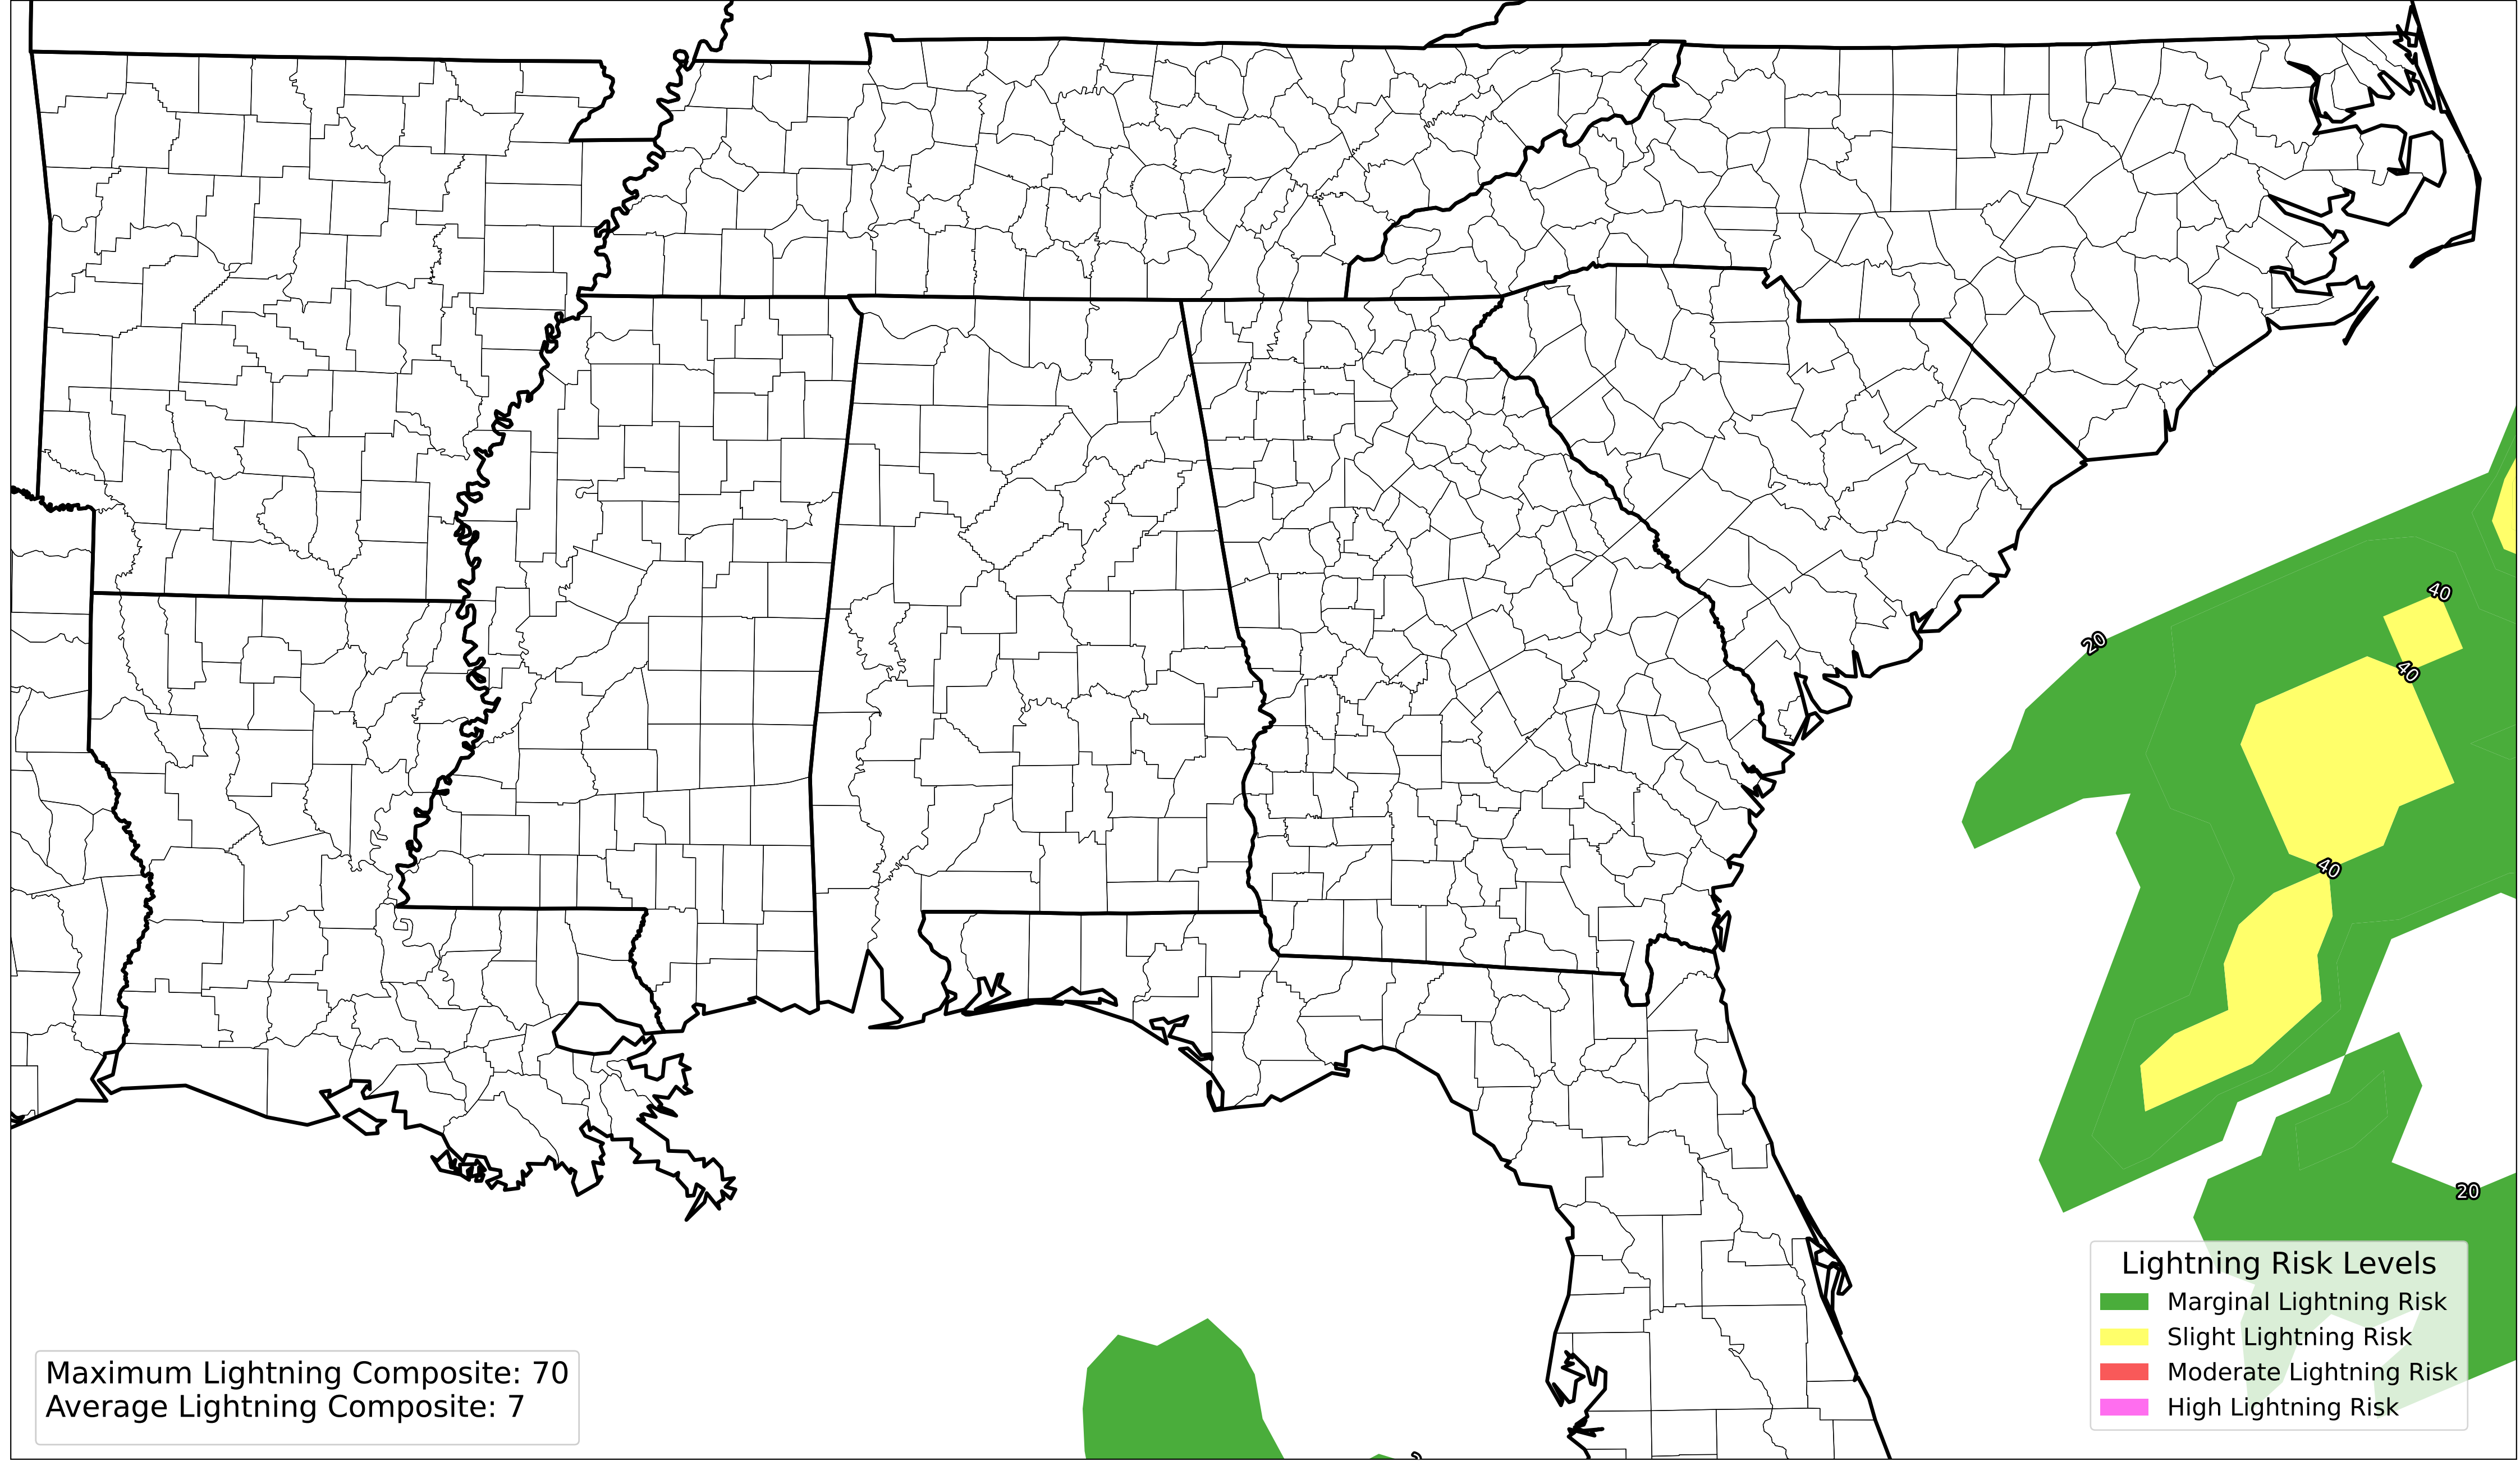 40
20
40
40
20
Lightning Risk Levels
Marginal Lightning Risk
Slight Lightning Risk
Moderate Lightning Risk
High Lightning Risk
Maximum Lightning Composite: 70
Average Lightning Composite: 7